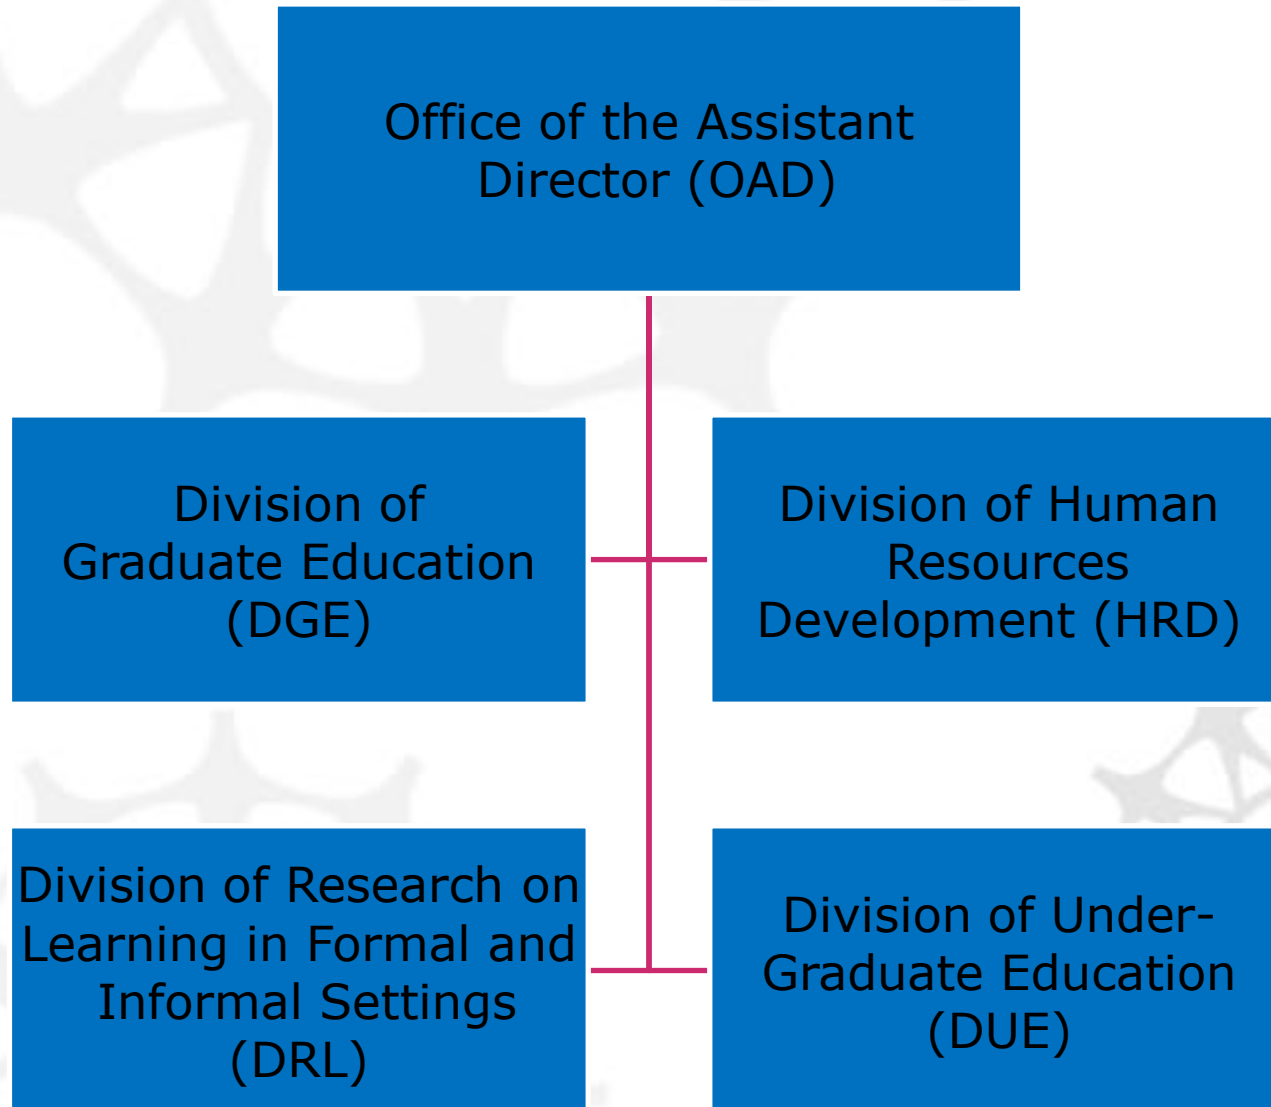 Office of the Assistant
Director (OAD)
Division of
Graduate Education
(DGE)
Division of Human
Resources
Development (HRD)
Division of Research on
Learning in Formal and
Informal Settings
(DRL)
Division of Under-
Graduate Education
(DUE)